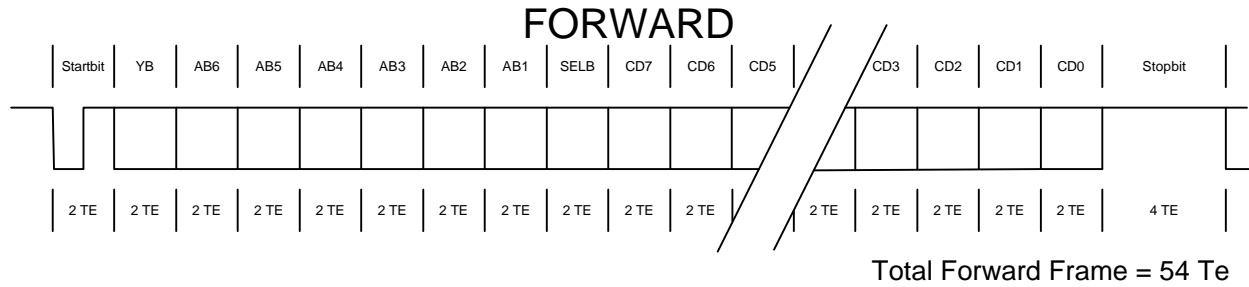 FORWARD
Startbit YB AB6 AB5 AB4 AB3 AB2 AB1 SELB CD7 CD6 CD5 CD3 CD2 CD1 CD0 Stopbit
2 TE 2 TE 2 TE 2 TE 2 TE 2 TE 2 TE 2 TE 2 TE 2 TE 2 TE 2 TE 2 TE 2 TE 2 TE 2 TE 4 TE
Total Forward Frame = 54 Te